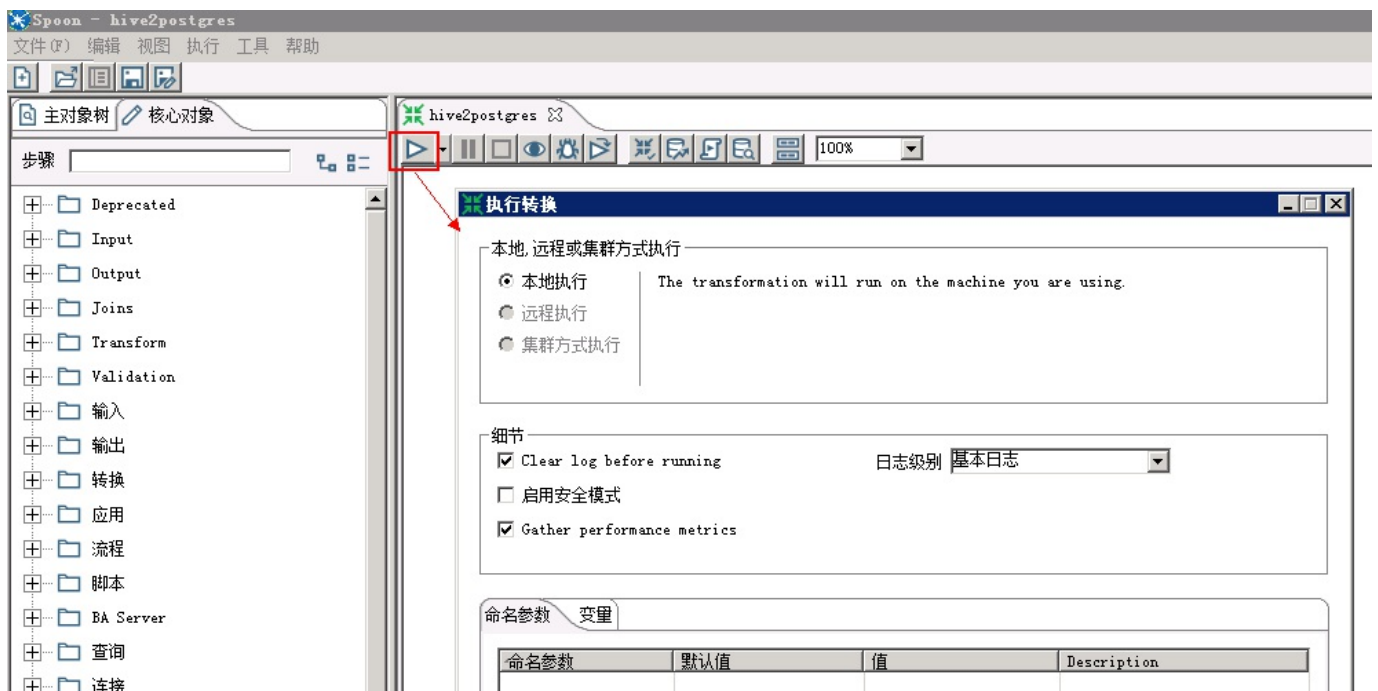 Spoon - hive2postgres
文件(F) 编辑 视图 执行 工具 帮助
主对象树 核心对象
hive2postgres
步骤
100%
Deprecated
Input
Output
Joins
Transform
Validation
输入
输出
转换
应用
流程
脚本
BA Server
查询
连接
执行转换
本地,远程或集群方式执行
本地执行
The transformation will run on the machine you are using.
远程执行
集群方式执行
细节
Clear log before running
日志级别 基本日志
启用安全模式
Gather performance metrics
命名参数 变量
命名参数 默认值 值 Description